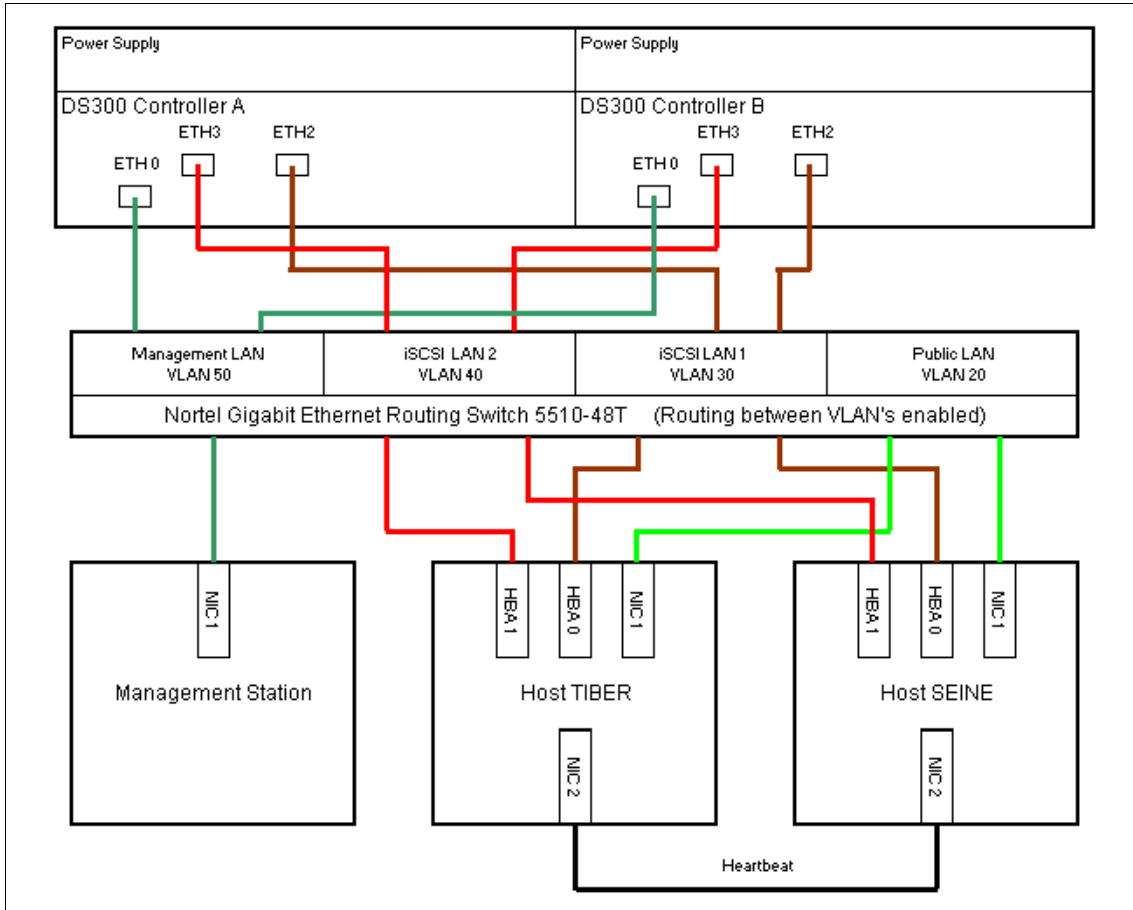 Power Supply
Power Supply
DS300 Controller A
DS300 Controller B
ETH3
ETH2
ETH3
ETH2
ETH 0
ETH 0
Management LAN
VLAN 50
iSCSI LAN 2
VLAN 40
iSCSI LAN 1
VLAN 30
Public LAN
VLAN 20
Nortel Gigabit Ethernet Routing Switch 5510-48T (Routing between VLAN's enabled)
NIC 1
HBA 1
HBA 0
NIC 1
HBA 1
HBA 0
NIC 1
Management Station
Host TIBER
Host SEINE
NIC 2
NIC 2
Heartbeat